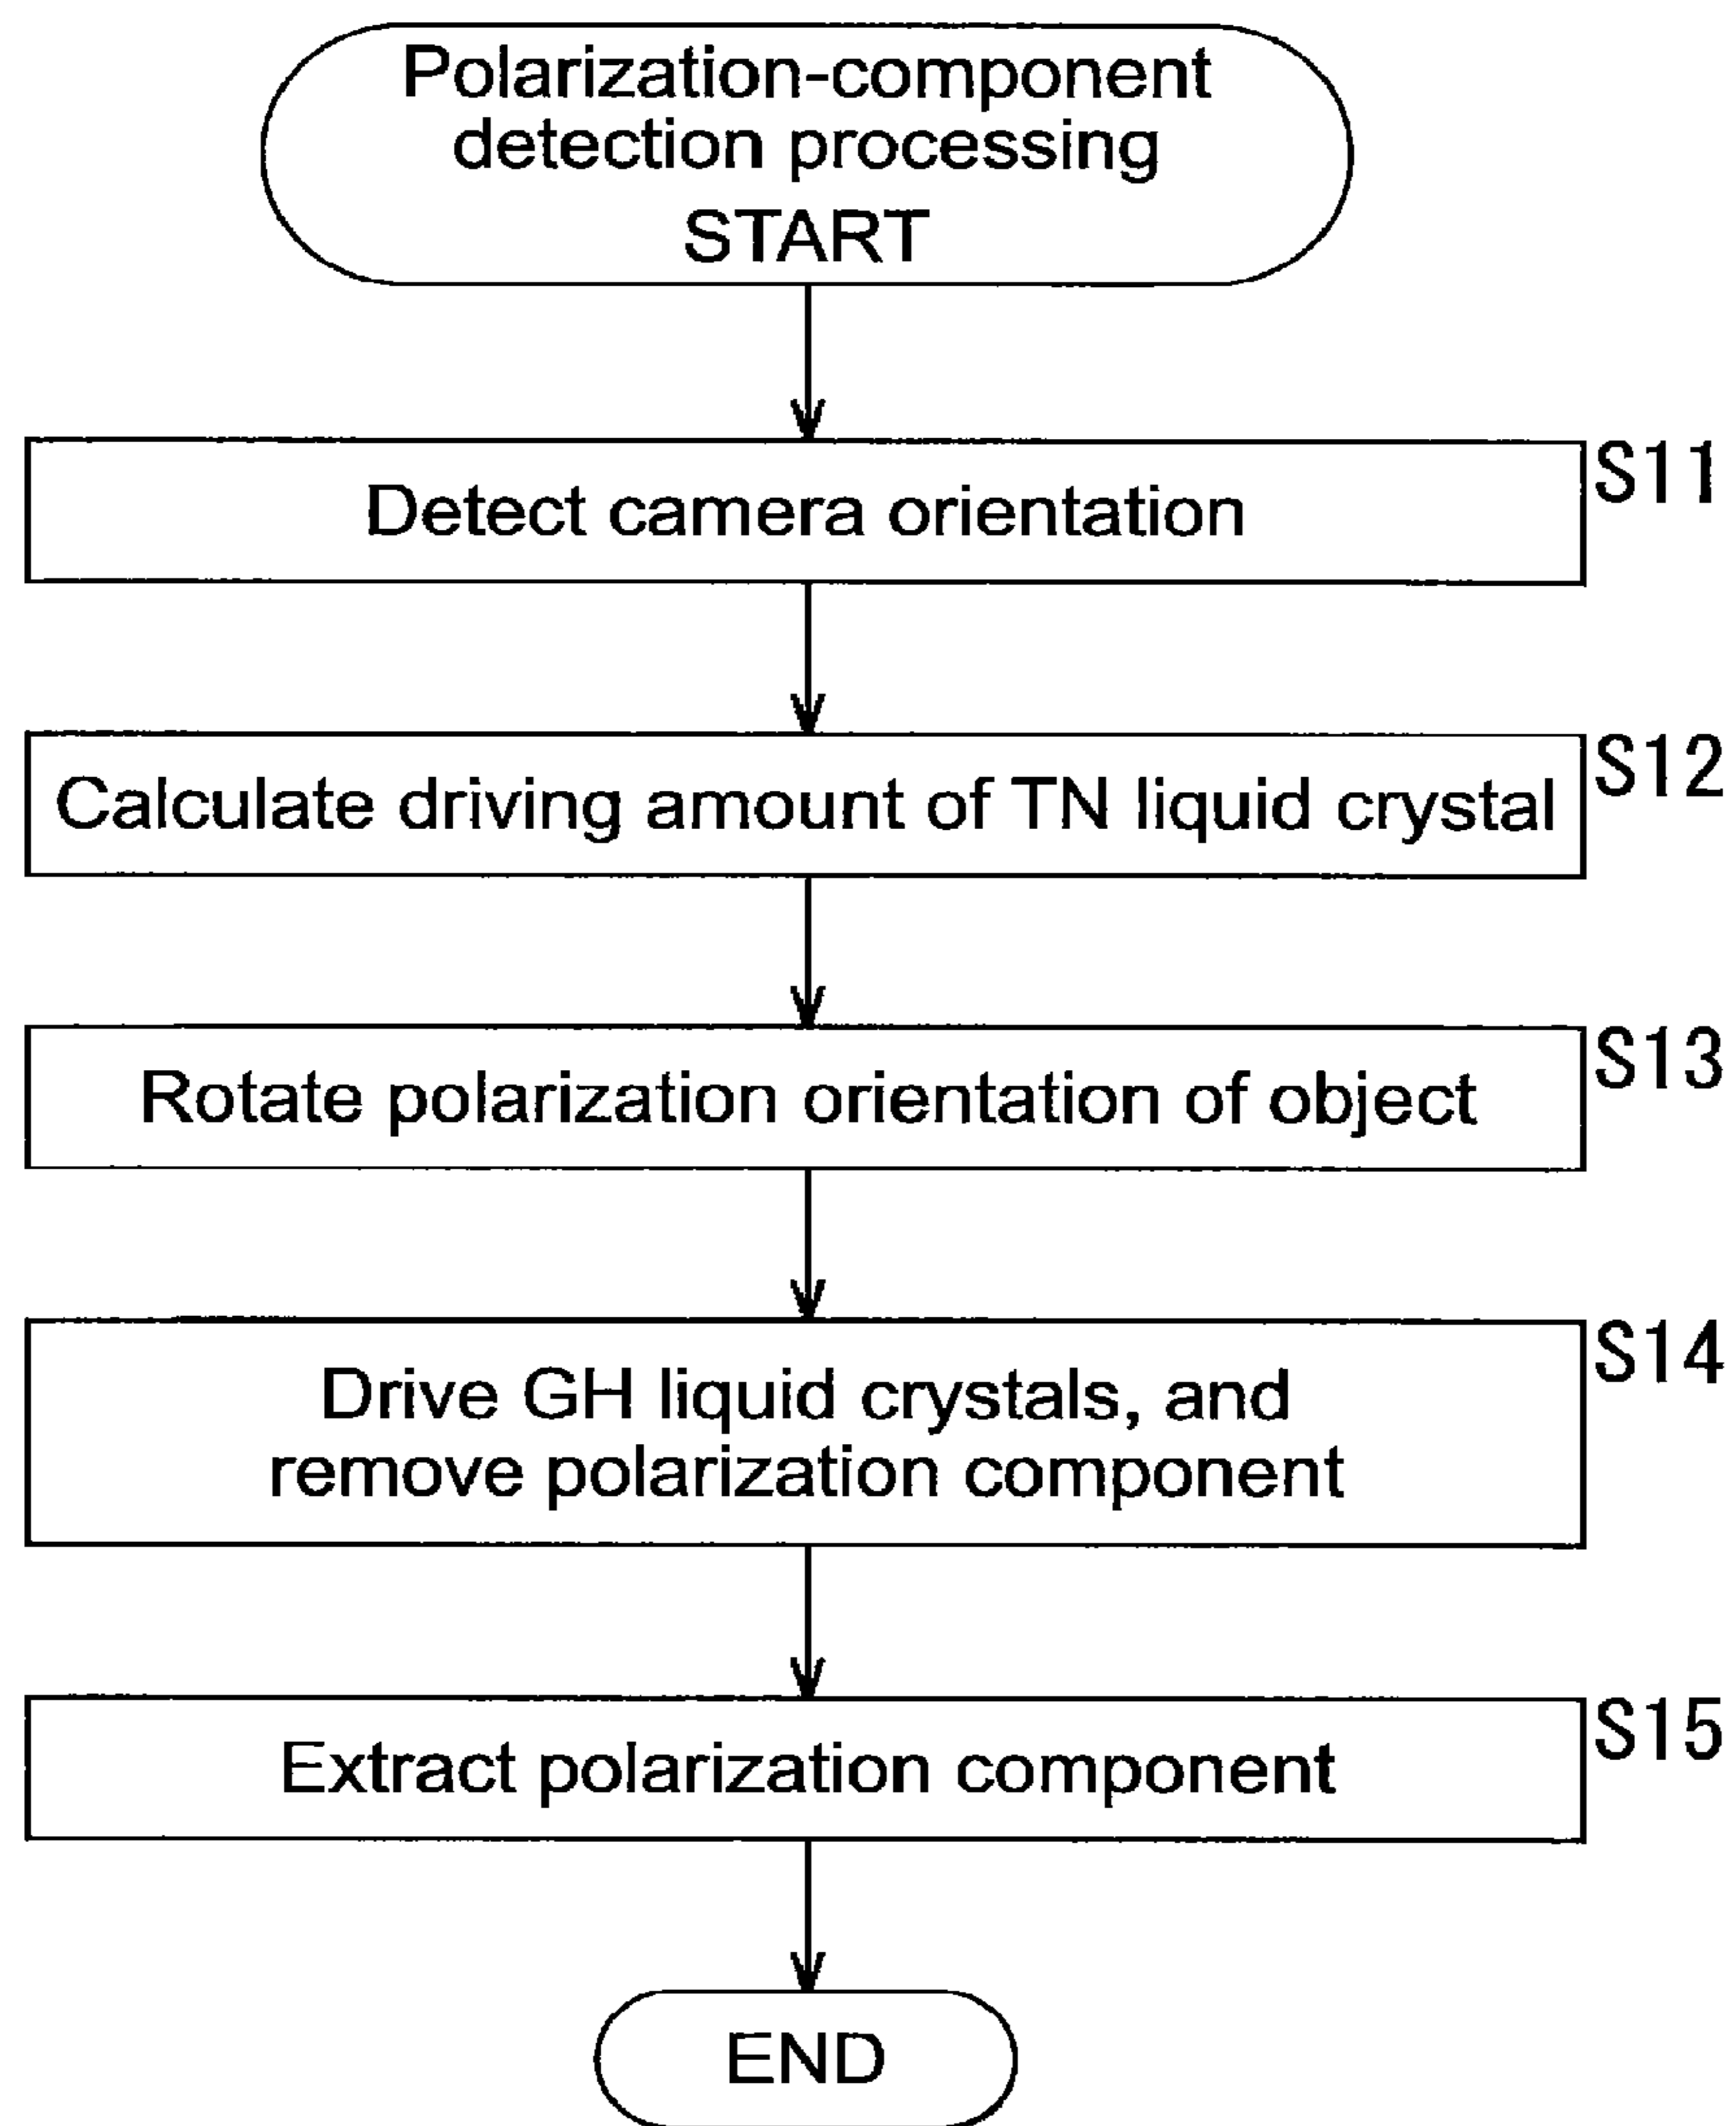 Polarization-component
detection processing
START
S11
Detect camera orientation
S12
Calculate driving amount of TN liquid crystal
S13
Rotate polarization orientation of object
S14
Drive GH liquid crystals, and
remove polarization component
S15
Extract polarization component
END